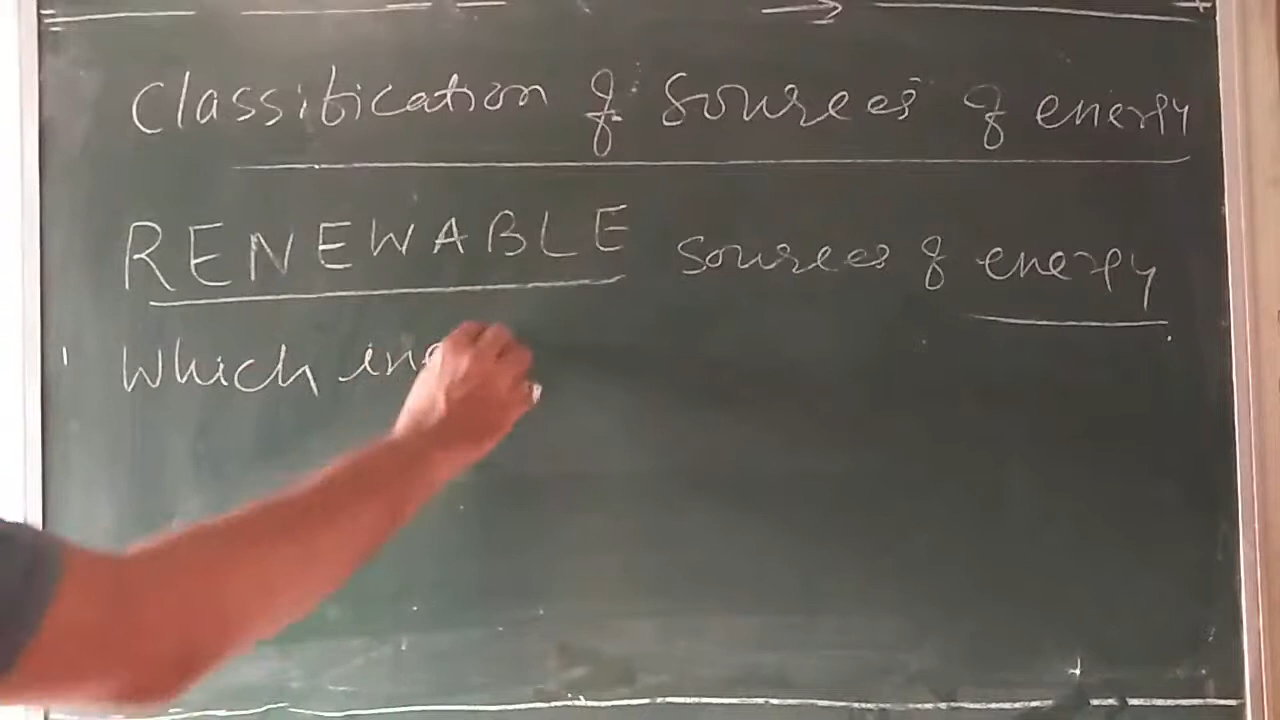 Classification of Sources of energy
RENEWABLE sources of energy
Which